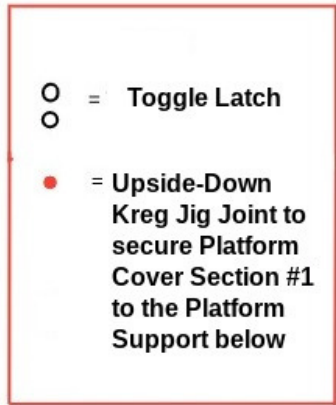 = Toggle Latch
= Upside-Down
Kreg Jig Joint to
secure Platform
Cover Section #1
to the Platform
Support below